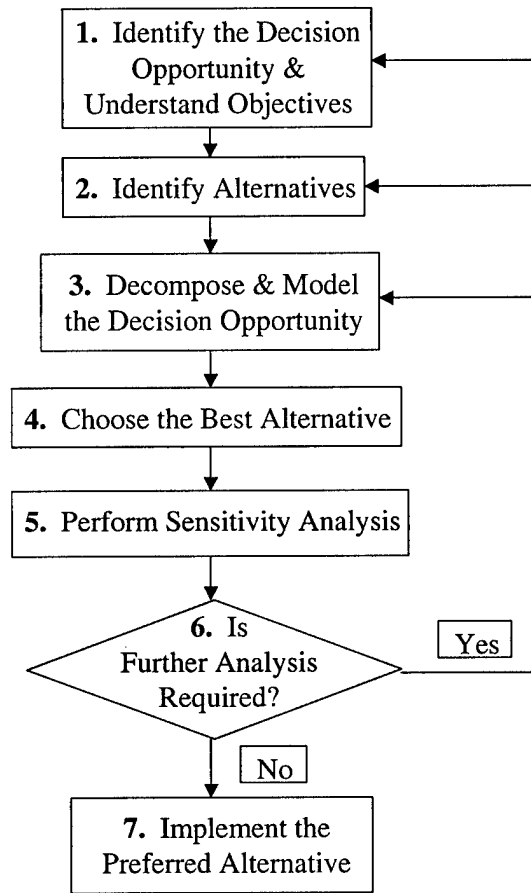 1. Identify the Decision
Opportunity &
Understand Objectives
2. Identify Alternatives
3. Decompose & Model
the Decision Opportunity
4. Choose the Best Alternative
5. Perform Sensitivity Analysis
6. Is
Further Analysis
Required?
Yes
No
7. Implement the
Preferred Alternative